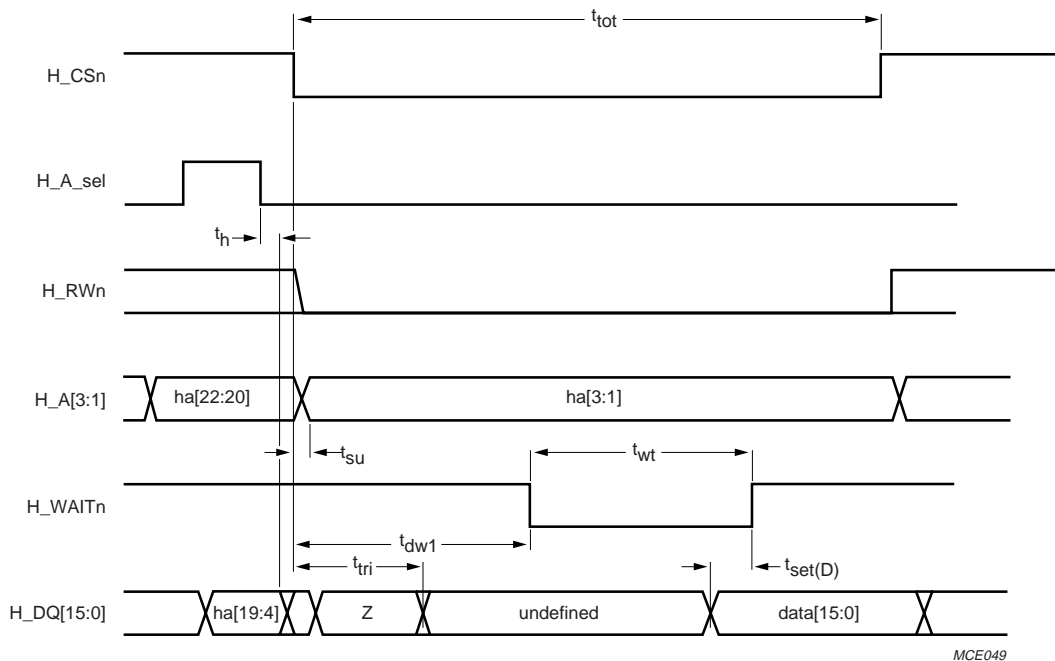 t_tot
H_CSn
H_A_sel
t_h
H_RWn
H_A[3:1]
ha[22:20]
ha[3:1]
t_su
t_wt
H_WAITn
t_dw1
t_tri
t_set(D)
H_DQ[15:0]
ha[19:4]
Z
undefined
data[15:0]
MCE049